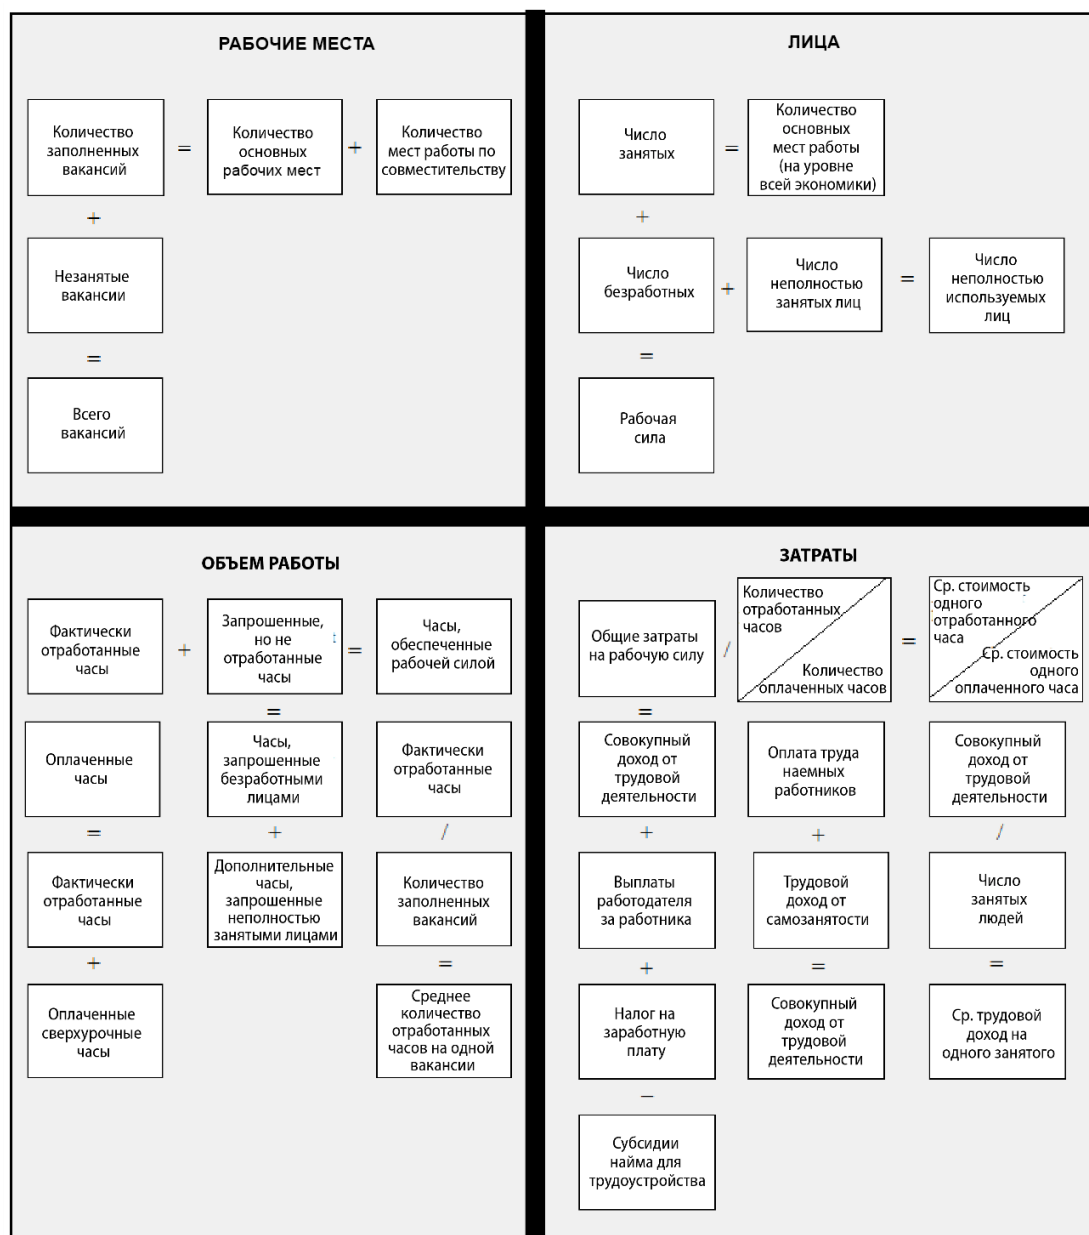 РАБОЧИЕ МЕСТА
Количество
заполненных
вакансий
=
Количество
основных
рабочих мест
+
Количество
мест работы по
совместительству
+
Незанятые
вакансии
=
Всего
вакансий
ЛИЦА
Число
занятых
=
Количество
основных
мест работы
(на уровне
всей экономики)
+
Число
безработных
+
Число
неполностью
занятых лиц
=
Число
неполностью
используемых
лиц
=
Рабочая
сила
ОБЪЕМ РАБОТЫ
Фактически
отработанные
часы
+
Запрошенные,
но не
отработанные
часы
t
=
Часы,
обеспеченные
рабочей силой
=
Оплаченные
часы
Часы,
запрошенные
безработными
лицами
Фактически
отработанные
часы
=
+
/
Фактически
отработанные
часы
Дополнительные
часы,
запрошенные
неполностью
занятыми лицами
Количество
заполненных
вакансий
+
=
Оплаченные
сверхурочные
часы
Среднее
количество
отработанных
часов на одной
вакансии
ЗАТРАТЫ
Общие затраты
на рабочую силу
/
Количество
отработанных
часов
Количество
оплаченных часов
=
Ср. стоимость
одного
отработанного
часа
Ср. стоимость
одного
оплаченного часа
=
Совокупный
доход от
трудовой
деятельности
Оплата труда
наемных
работников
Совокупный
доход от
трудовой
деятельности
+
+
/
Выплаты
работодателя
за работника
Трудовой
доход от
самозанятости
Число
занятых
людей
+
=
=
Налог на
заработную
плату
Совокупный
доход от
трудовой
деятельности
Ср. трудовой
доход на
одного занятого
−
Субсидии
найма для
трудоустройства